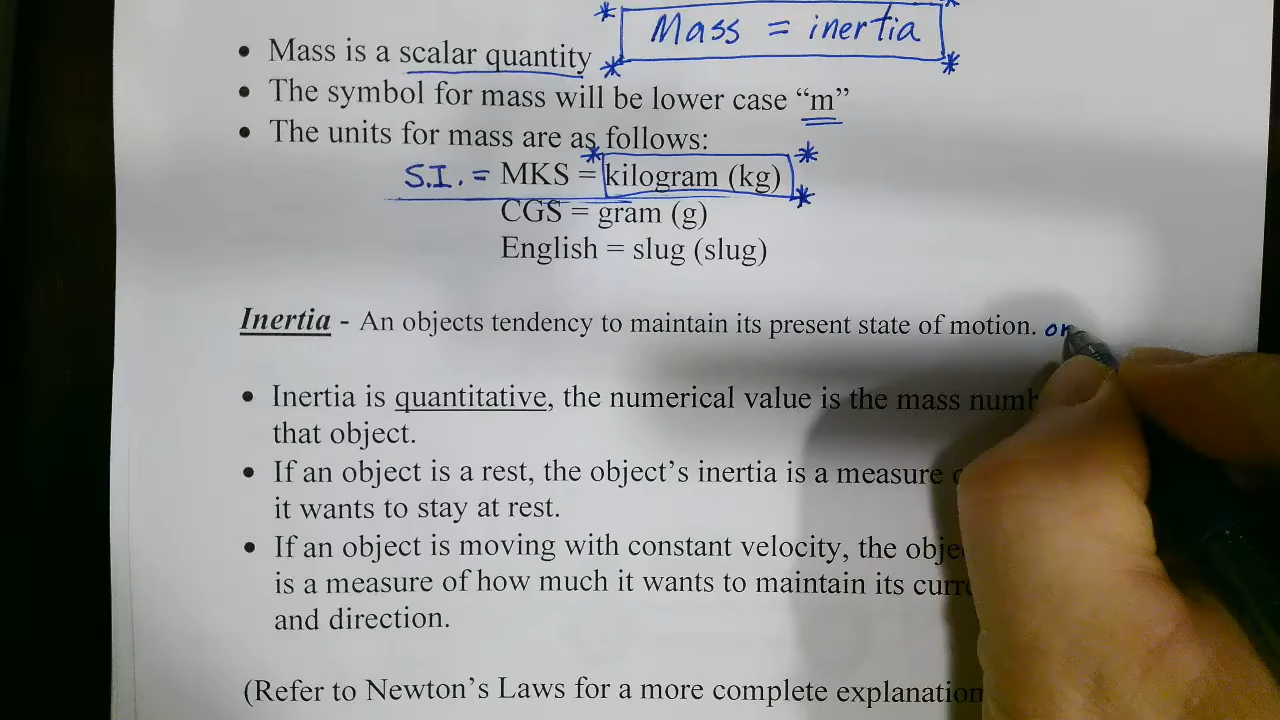 Mass = inertia
• Mass is a scalar quantity
• The symbol for mass will be lower case “m”
• The units for mass are as follows:
S.I. = MKS = kilogram (kg)
CGS = gram (g)
English = slug (slug)
Inertia - An objects tendency to maintain its present state of motion. or
• Inertia is quantitative, the numerical value is the mass
that object.
• If an object is a rest, the object’s inertia is a measure
it wants to stay at rest.
• If an object is moving with constant velocity, the
is a measure of how much it wants to maintain its
and direction.
(Refer to Newton’s Laws for a more complete explanation